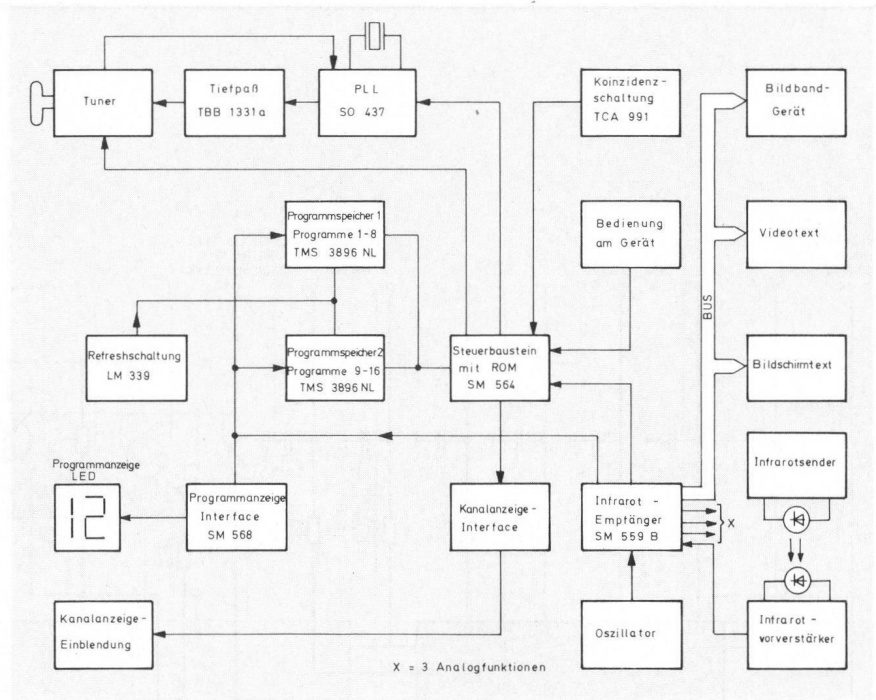 Tuner
Tiefpaß
TBB 1331a
PLL
SO 437
Koinzidenz-
schaltung
TCA 991
Bildband-
Gerät
Programmspeicher 1
Programme 1-8
TMS 3896 NL
Bedienung
am Gerät
Videotext
BUS
Refreshschaltung
LM 339
Programmspeicher 2
Programme 9-16
TMS 3896 NL
Steuerbaustein
mit ROM
SM 564
Bildschirmtext
Programmanzeige
LED
12
Programmanzeige
Interface
SM 568
Kanalanzeige-
Interface
Infrarot -
Empfänger
SM 559 B
X
Infrarotsender
Kanalanzeige-
Einblendung
Oszillator
Infrarot
-vorverstärker
X = 3 Analogfunktionen